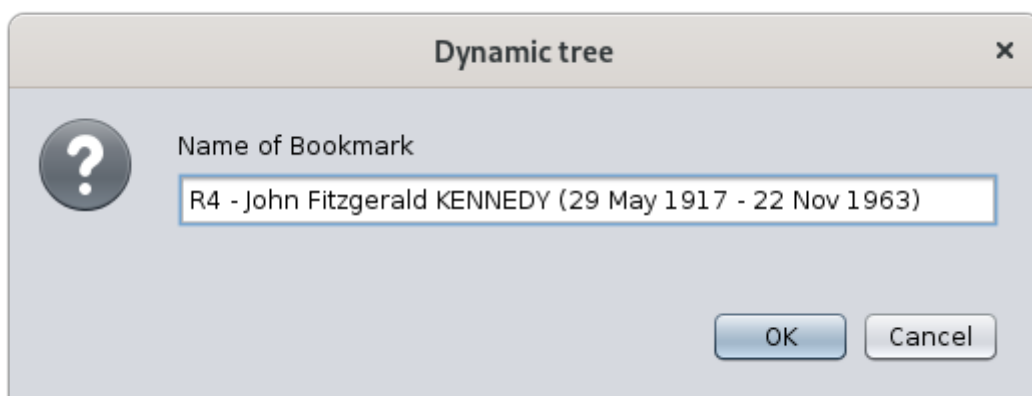 Dynamic tree
Name of Bookmark
R4 - John Fitzgerald KENNEDY (29 May 1917 - 22 Nov 1963)
OK Cancel